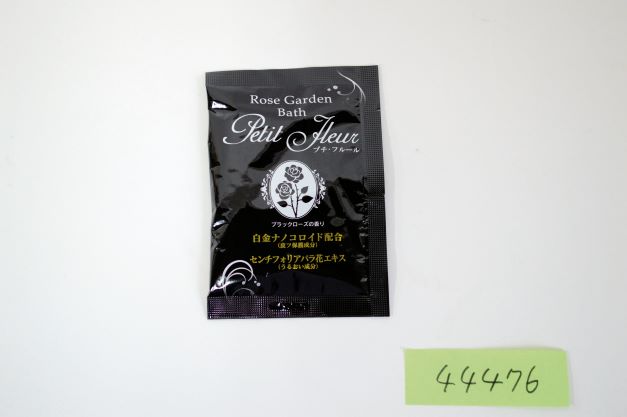 Rose Garden
Bath
Petit Fleur
プチ・フルール
ブラックローズの香り
白金ナノコロイド配合
(皮フ保護成分)
センチフォリアバラ花エキス
(うるおい成分)
44476